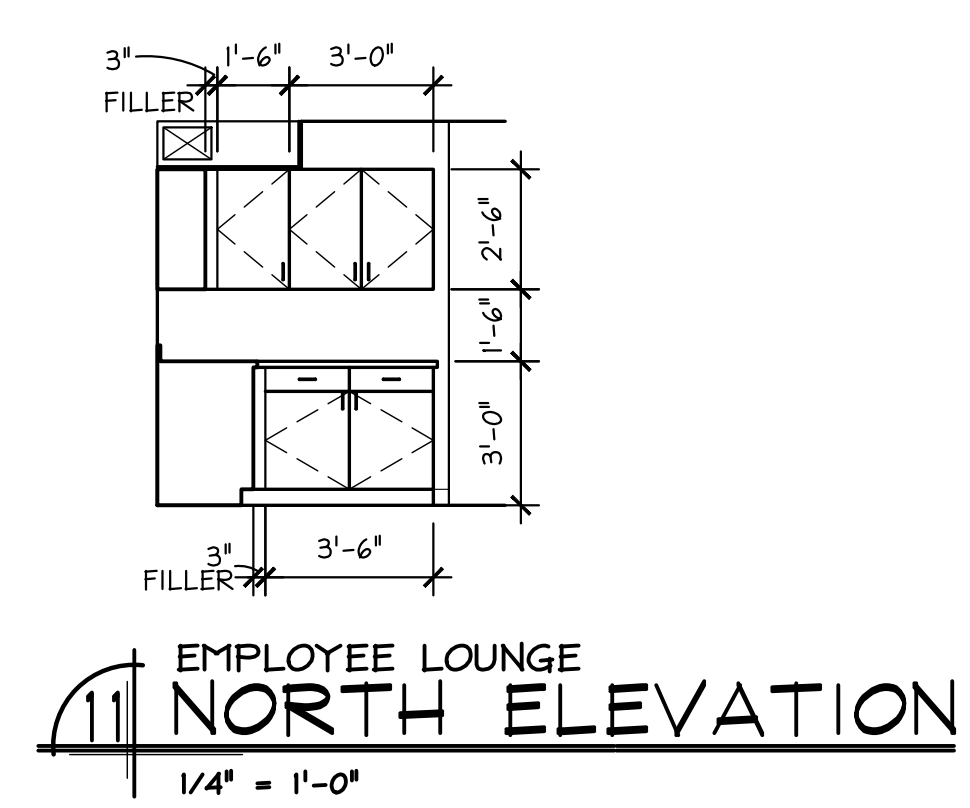 3" 1'-6" 3'-0"
FILLER
2'-6"
1'-6"
3'-0"
3" 3'-6"
FILLER
EMPLOYEE LOUNGE
11 NORTH ELEVATION
1/4" = 1'-0"